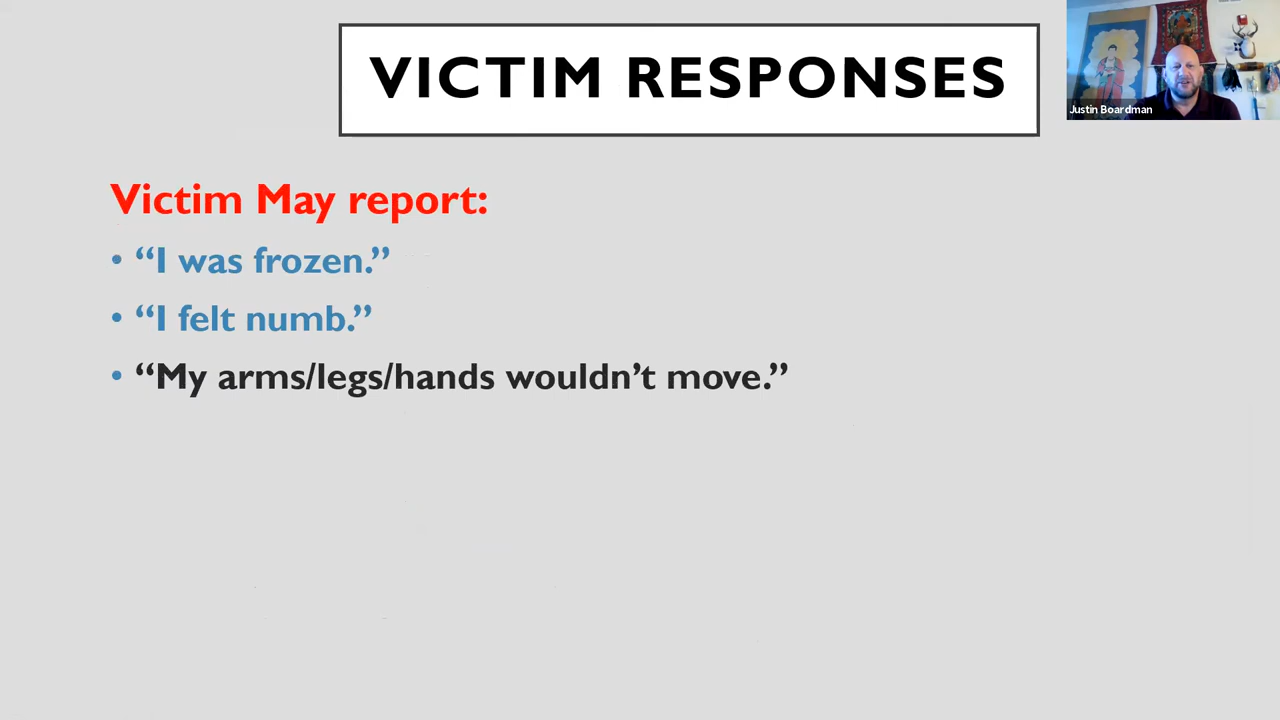 VICTIM RESPONSES
Justin Boardman
Victim May report:
• “I was frozen.”
• “I felt numb.”
• “My arms/legs/hands wouldn’t move.”